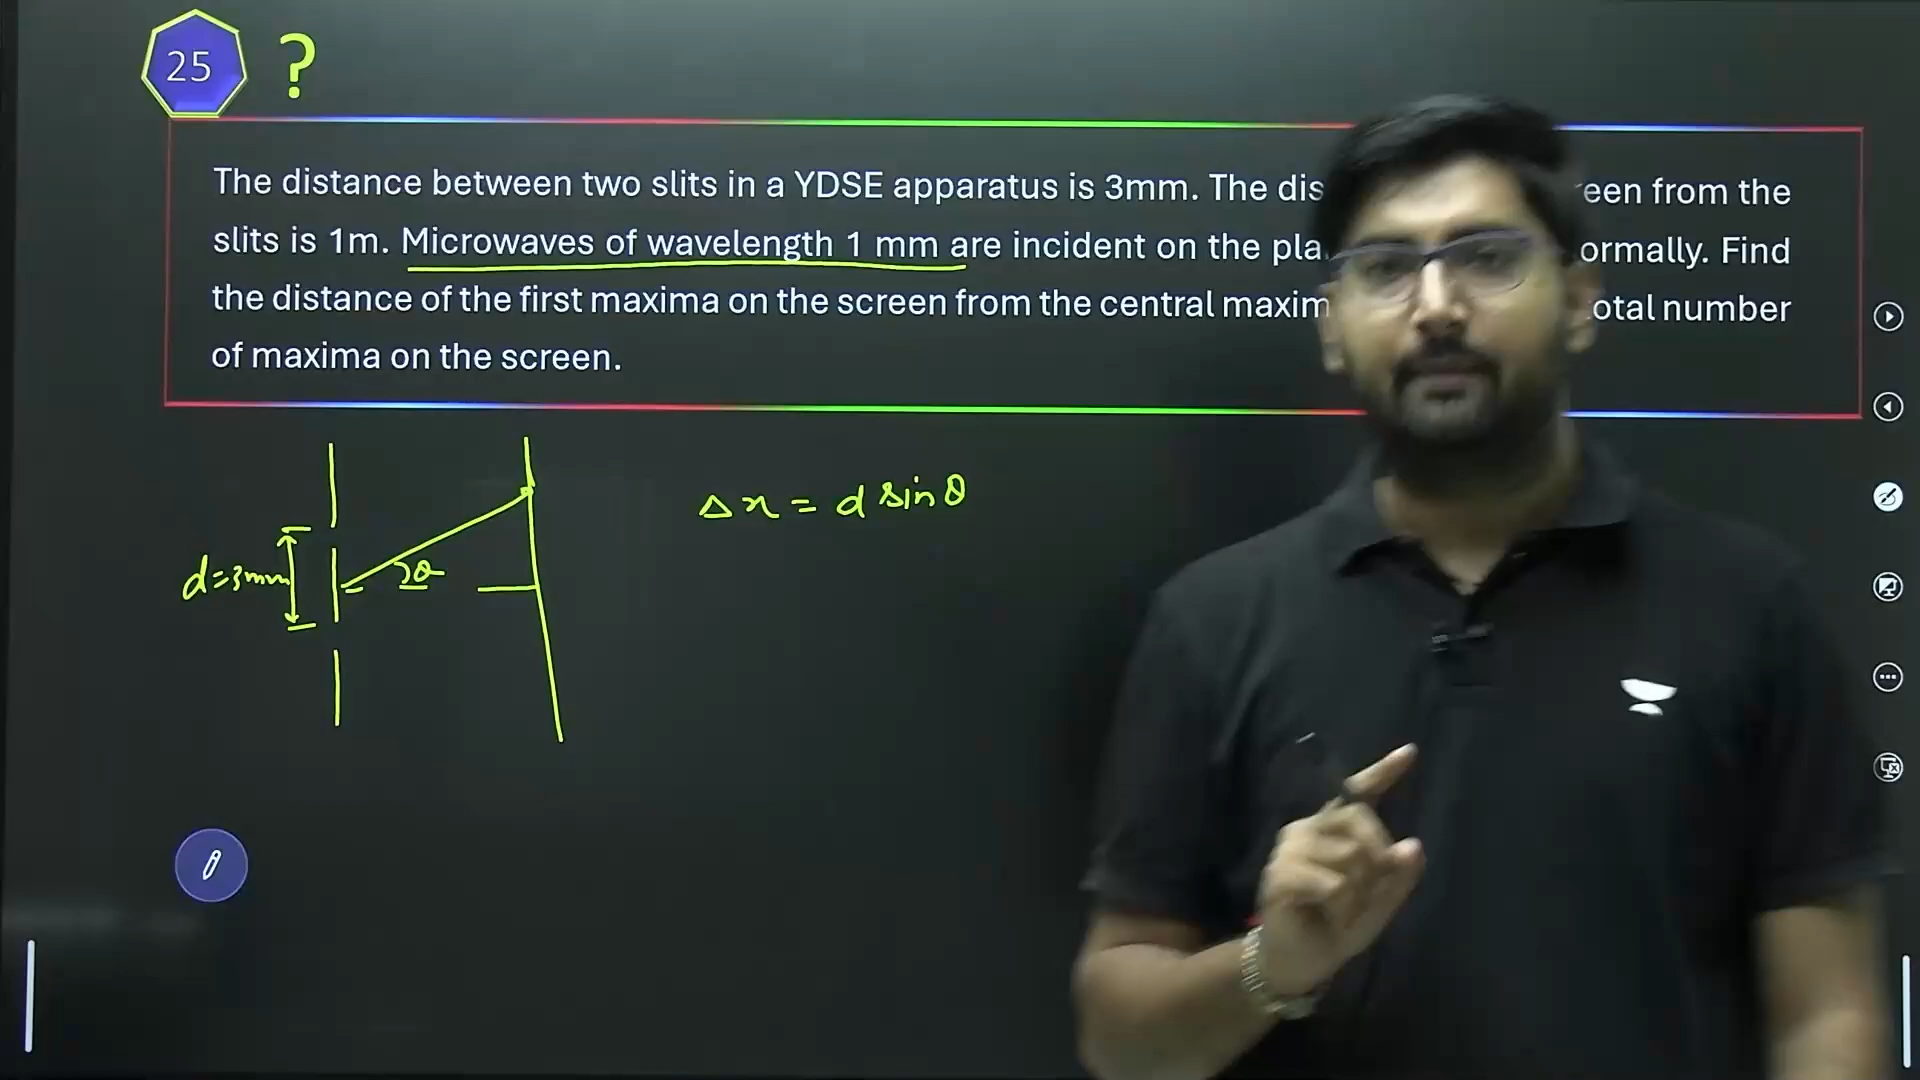 25 ?
The distance between two slits in a YDSE apparatus is 3mm. The dis een from the
slits is 1m. Microwaves of wavelength 1 mm are incident on the pla ormally. Find
the distance of the first maxima on the screen from the central maxim otal number
of maxima on the screen.
Δx = d sinθ
d=3mm
θ